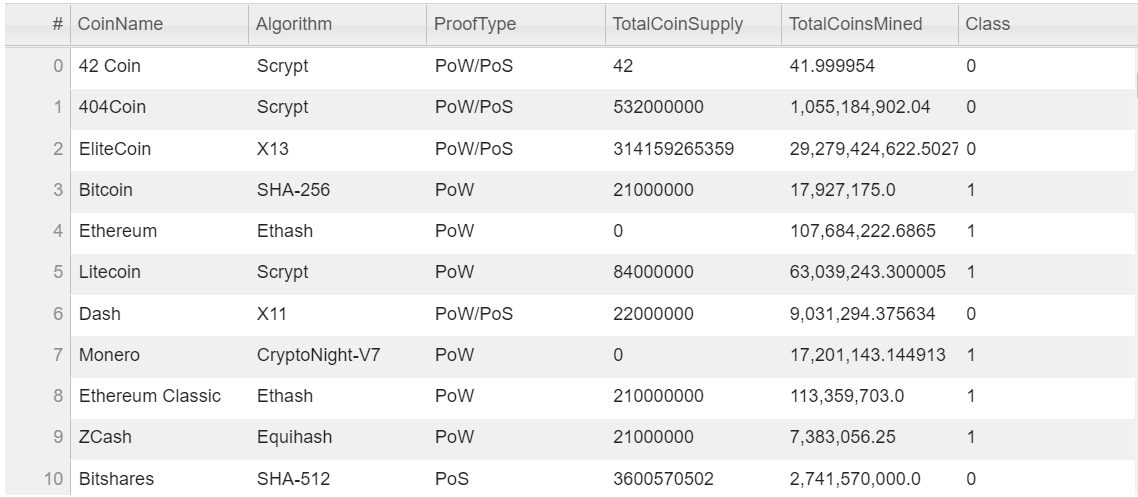 # CoinName Algorithm ProofType TotalCoinSupply TotalCoinsMined Class
0 42 Coin Scrypt PoW/PoS 42 41.999954 0
1 404Coin Scrypt PoW/PoS 532000000 1,055,184,902.04 0
2 EliteCoin X13 PoW/PoS 314159265359 29,279,424,622.5027 0
3 Bitcoin SHA-256 PoW 21000000 17,927,175.0 1
4 Ethereum Ethash PoW 0 107,684,222.6865 1
5 Litecoin Scrypt PoW 84000000 63,039,243.300005 1
6 Dash X11 PoW/PoS 22000000 9,031,294.375634 0
7 Monero CryptoNight-V7 PoW 0 17,201,143.144913 1
8 Ethereum Classic Ethash PoW 210000000 113,359,703.0 1
9 ZCash Equihash PoW 21000000 7,383,056.25 1
10 Bitshares SHA-512 PoS 3600570502 2,741,570,000.0 0